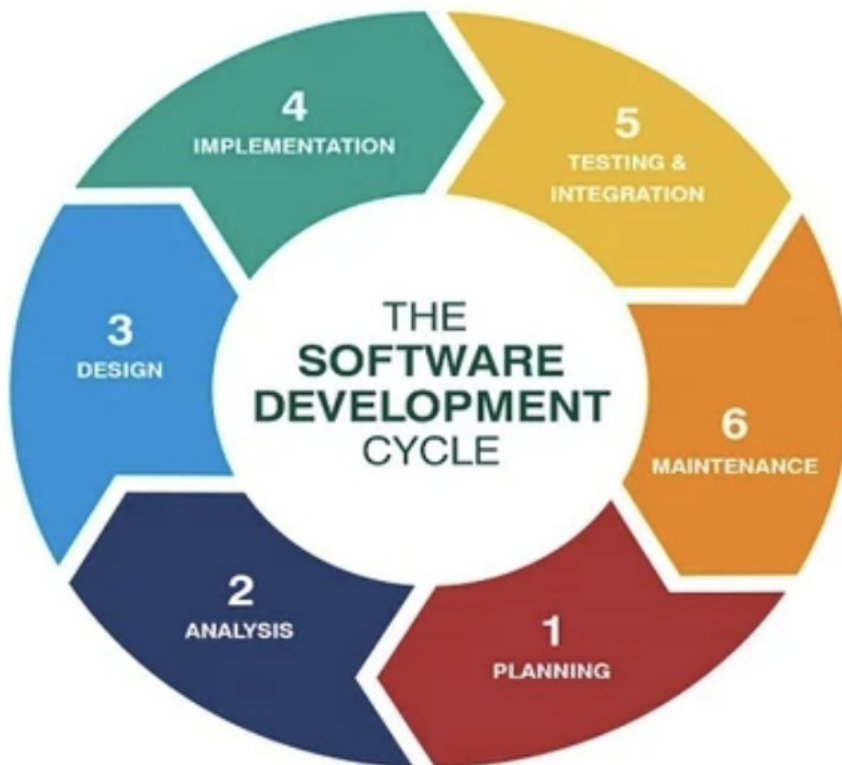 THE
SOFTWARE
DEVELOPMENT
CYCLE
1
PLANNING
2
ANALYSIS
3
DESIGN
4
IMPLEMENTATION
5
TESTING &
INTEGRATION
6
MAINTENANCE